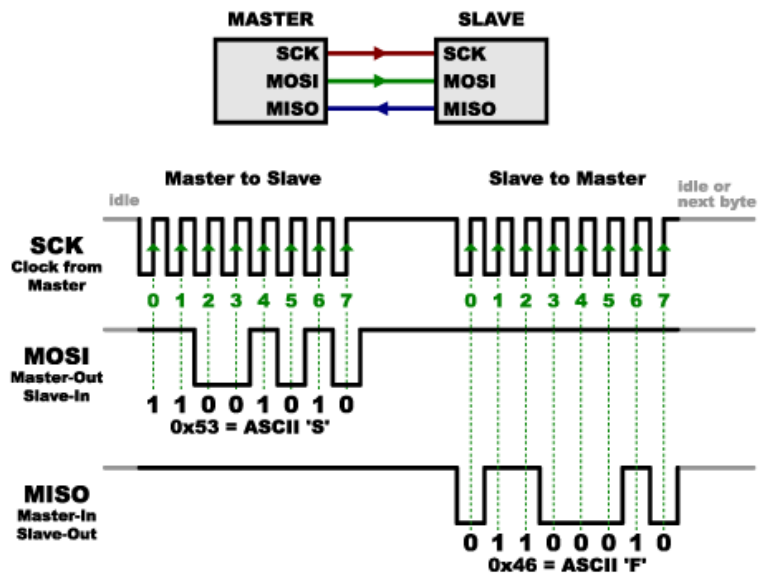 MASTER SLAVE
SCK SCK
MOSI MOSI
MISO MISO
Master to Slave Slave to Master
idle
idle or
next byte
SCK
Clock from
Master
0 1 2 3 4 5 6 7 0 1 2 3 4 5 6 7
MOSI
Master-Out
Slave-In
1 1 0 0 1 0 1 0
0x53 = ASCII 'S'
MISO
Master-In
Slave-Out
0 1 1 0 0 0 1 0
0x46 = ASCII 'F'